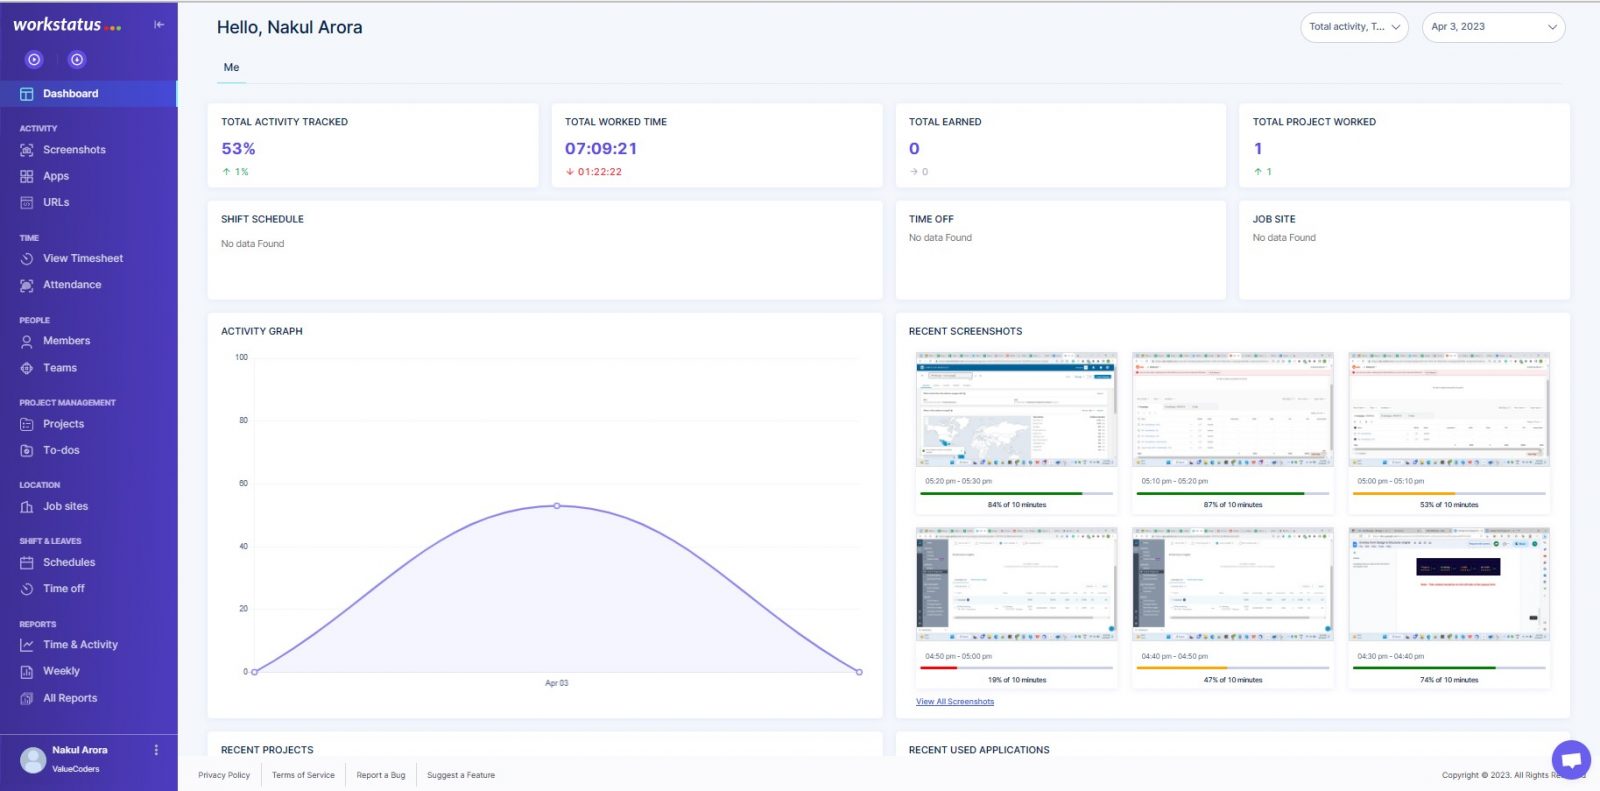 workstatus
Dashboard
ACTIVITY
Screenshots
Apps
URLs
TIME
View Timesheet
Attendance
PEOPLE
Members
Teams
PROJECT MANAGEMENT
Projects
To-dos
LOCATION
Job sites
SHIFT & LEAVES
Schedules
Time off
REPORTS
Time & Activity
Weekly
All Reports
Nakul Arora
ValueCoders
Hello, Nakul Arora
Total activity, T...
Apr 3, 2023
Me
TOTAL ACTIVITY TRACKED
53%
↑ 1%
TOTAL WORKED TIME
07:09:21
↓ 01:22:22
TOTAL EARNED
0
→ 0
TOTAL PROJECT WORKED
1
↑ 1
SHIFT SCHEDULE
No data Found
TIME OFF
No data Found
JOB SITE
No data Found
ACTIVITY GRAPH
100
80
60
40
20
0
Apr 03
RECENT SCREENSHOTS
05:20 pm - 05:30 pm
84% of 10 minutes
05:10 pm - 05:20 pm
87% of 10 minutes
05:00 pm - 05:10 pm
53% of 10 minutes
04:50 pm - 05:00 pm
19% of 10 minutes
04:40 pm - 04:50 pm
47% of 10 minutes
04:30 pm - 04:40 pm
74% of 10 minutes
View All Screenshots
RECENT PROJECTS
RECENT USED APPLICATIONS
Privacy Policy
Terms of Service
Report a Bug
Suggest a Feature
Copyright © 2023. All Rights